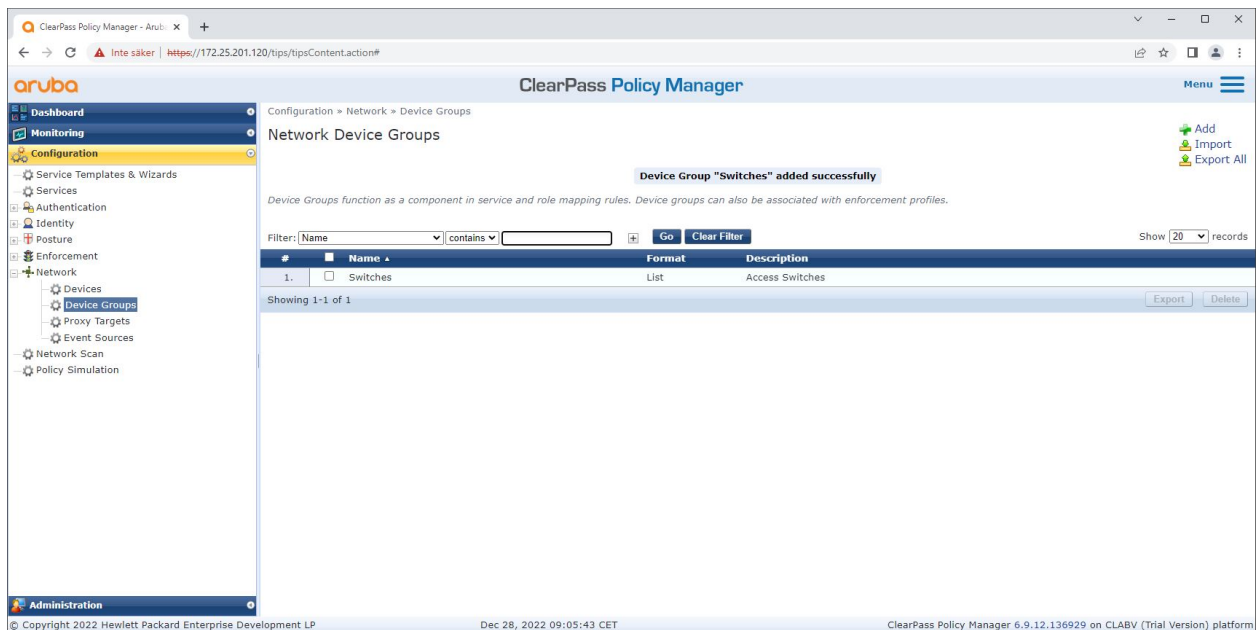 ClearPass Policy Manager - Arub
Inte säker | https://172.25.201.120/tips/tipsContent.action#
aruba
ClearPass Policy Manager
Menu
Dashboard
Monitoring
Configuration
Service Templates & Wizards
Services
Authentication
Identity
Posture
Enforcement
Network
Devices
Device Groups
Proxy Targets
Event Sources
Network Scan
Policy Simulation
Administration
Configuration » Network » Device Groups
Network Device Groups
Add
Import
Export All
Device Group "Switches" added successfully
Device Groups function as a component in service and role mapping rules. Device groups can also be associated with enforcement profiles.
Filter: Name contains Go Clear Filter Show 20 records
# Name Format Description
1. Switches List Access Switches
Showing 1-1 of 1 Export Delete
© Copyright 2022 Hewlett Packard Enterprise Development LP Dec 28, 2022 09:05:43 CET ClearPass Policy Manager 6.9.12.136929 on CLABV (Trial Version) platform